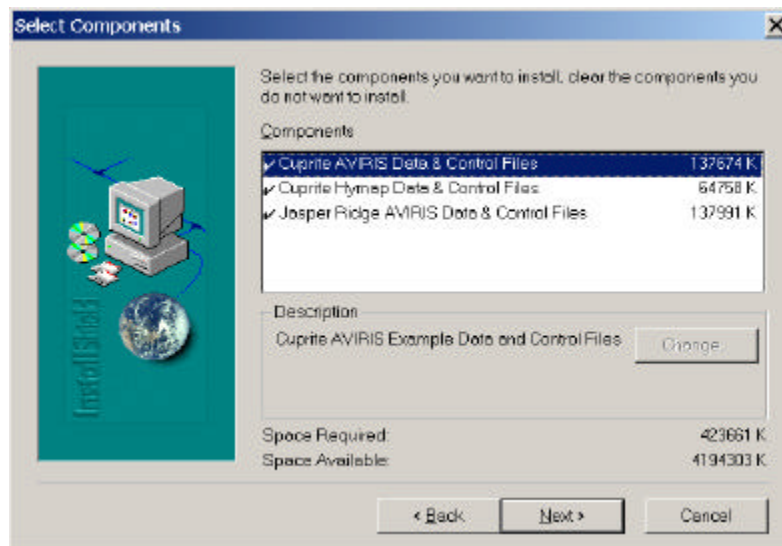 Select Components
Select the components you want to install, clear the components you
do not want to install.
Components
Cuprite AVIRIS Data & Control Files 137674 K
Cuprite Hymap Data & Control Files 64758 K
Jasper Ridge AVIRIS Data & Control Files 137991 K
Description
Cuprite AVIRIS Example Data and Control Files
Change...
Space Required: 423661 K
Space Available: 4194303 K
InstallShield
< Back
Next >
Cancel